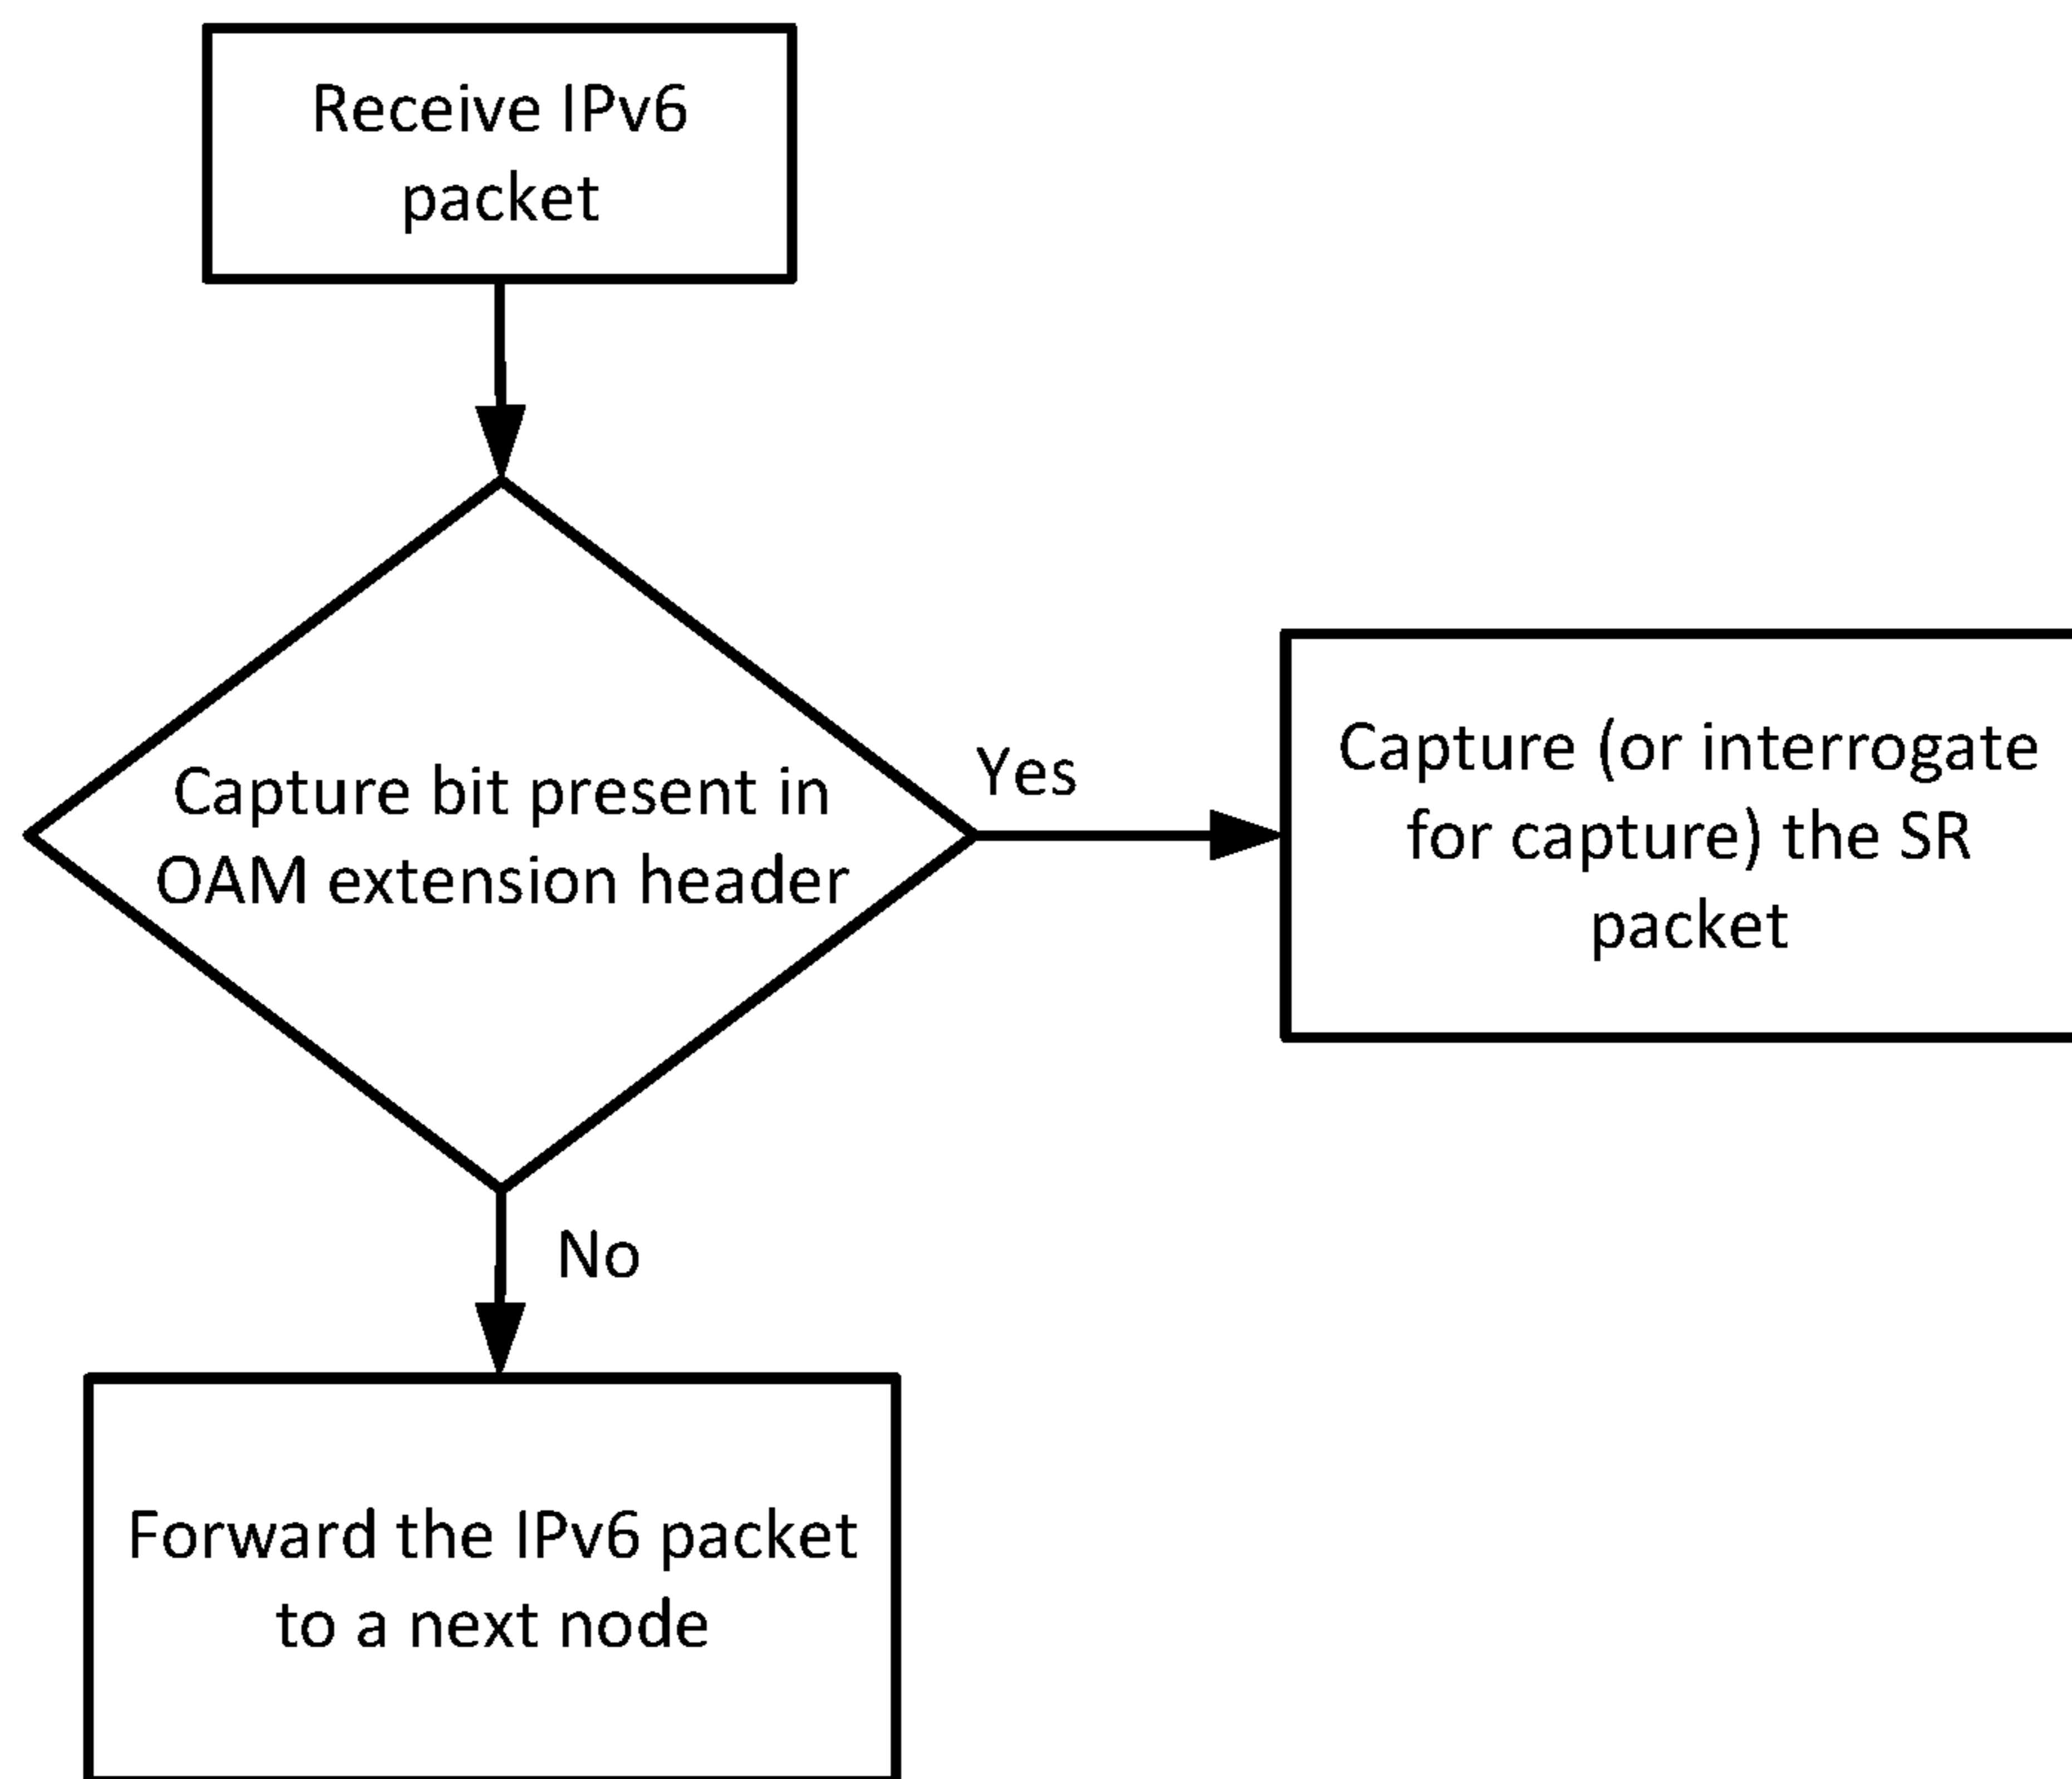 Receive IPv6
packet
Capture bit present in
OAM extension header
Yes
Capture (or interrogate
for capture) the SR
packet
No
Forward the IPv6 packet
to a next node